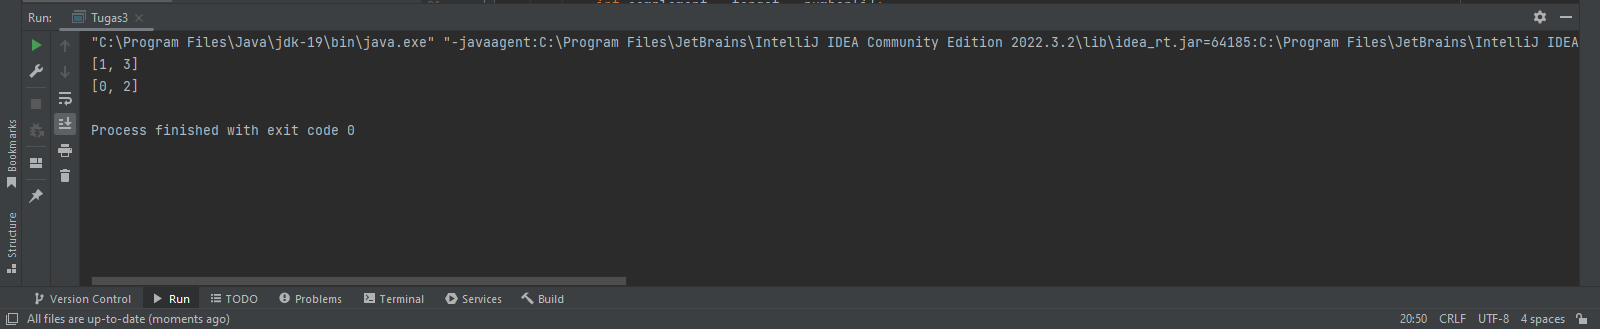 Run: Tugas3
"C:\Program Files\Java\jdk-19\bin\java.exe" "-javaagent:C:\Program Files\JetBrains\IntelliJ IDEA Community Edition 2022.3.2\lib\idea_rt.jar=64185:C:\Program Files\JetBrains\IntelliJ IDEA
[1, 3]
[0, 2]
Process finished with exit code 0
Bookmarks
Structure
Version Control Run TODO Problems Terminal Services Build
All files are up-to-date (moments ago) 20:50 CRLF UTF-8 4 spaces